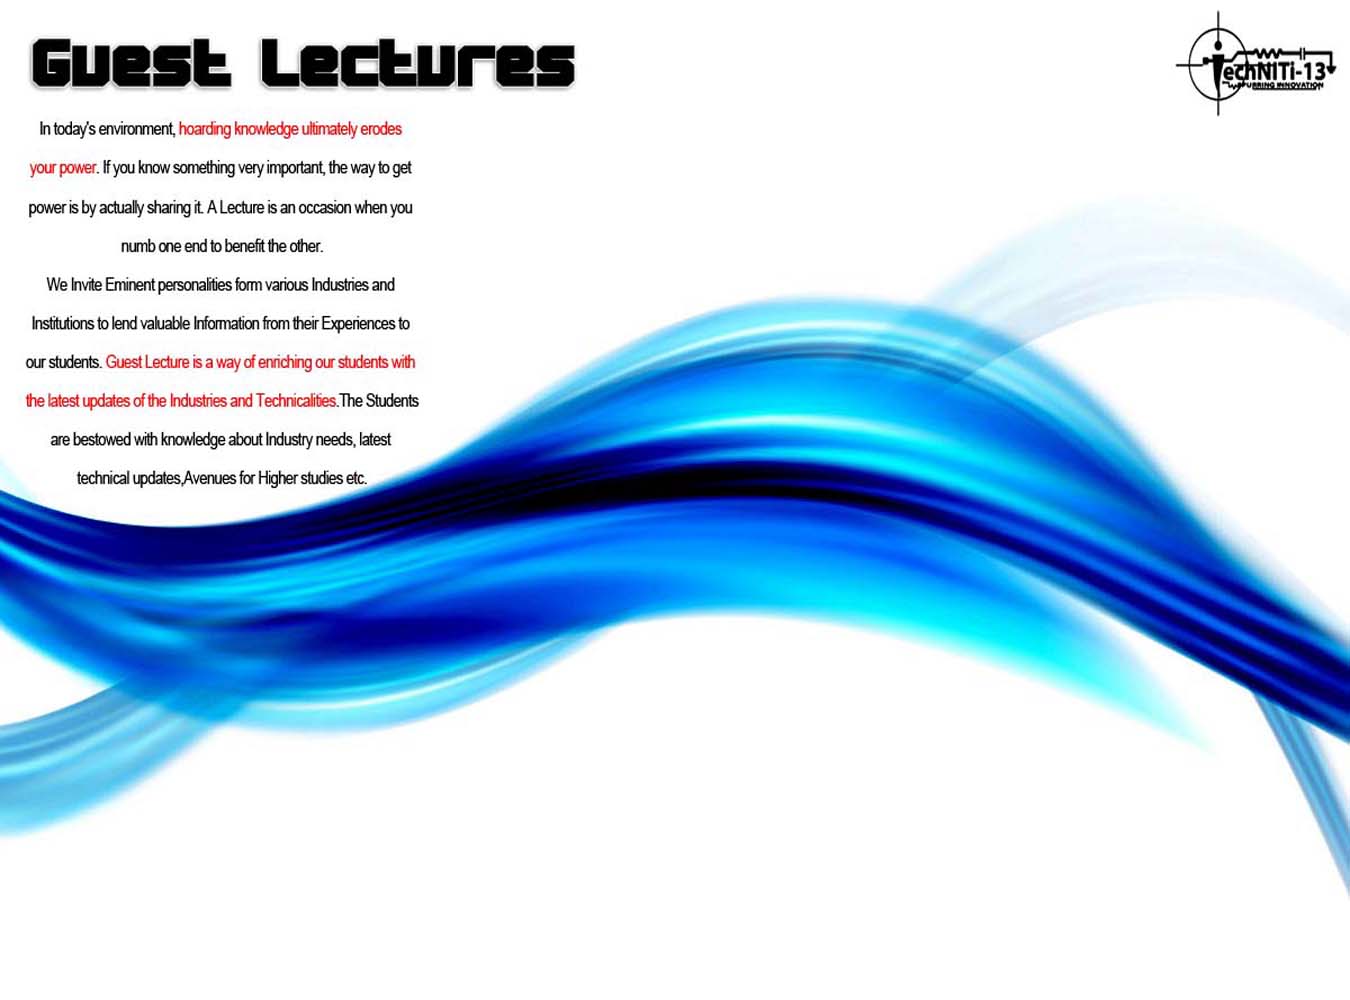 Guest Lectures
TechNITi-13
SPURRING INNOVATION
In today's environment, hoarding knowledge ultimately erodes
your power. If you know something very important, the way to get
power is by actually sharing it. A Lecture is an occasion when you
numb one end to benefit the other.
We Invite Eminent personalities form various Industries and
Institutions to lend valuable Information from their Experiences to
our students. Guest Lecture is a way of enriching our students with
the latest updates of the Industries and Technicalities.The Students
are bestowed with knowledge about Industry needs, latest
technical updates,Avenues for Higher studies etc.